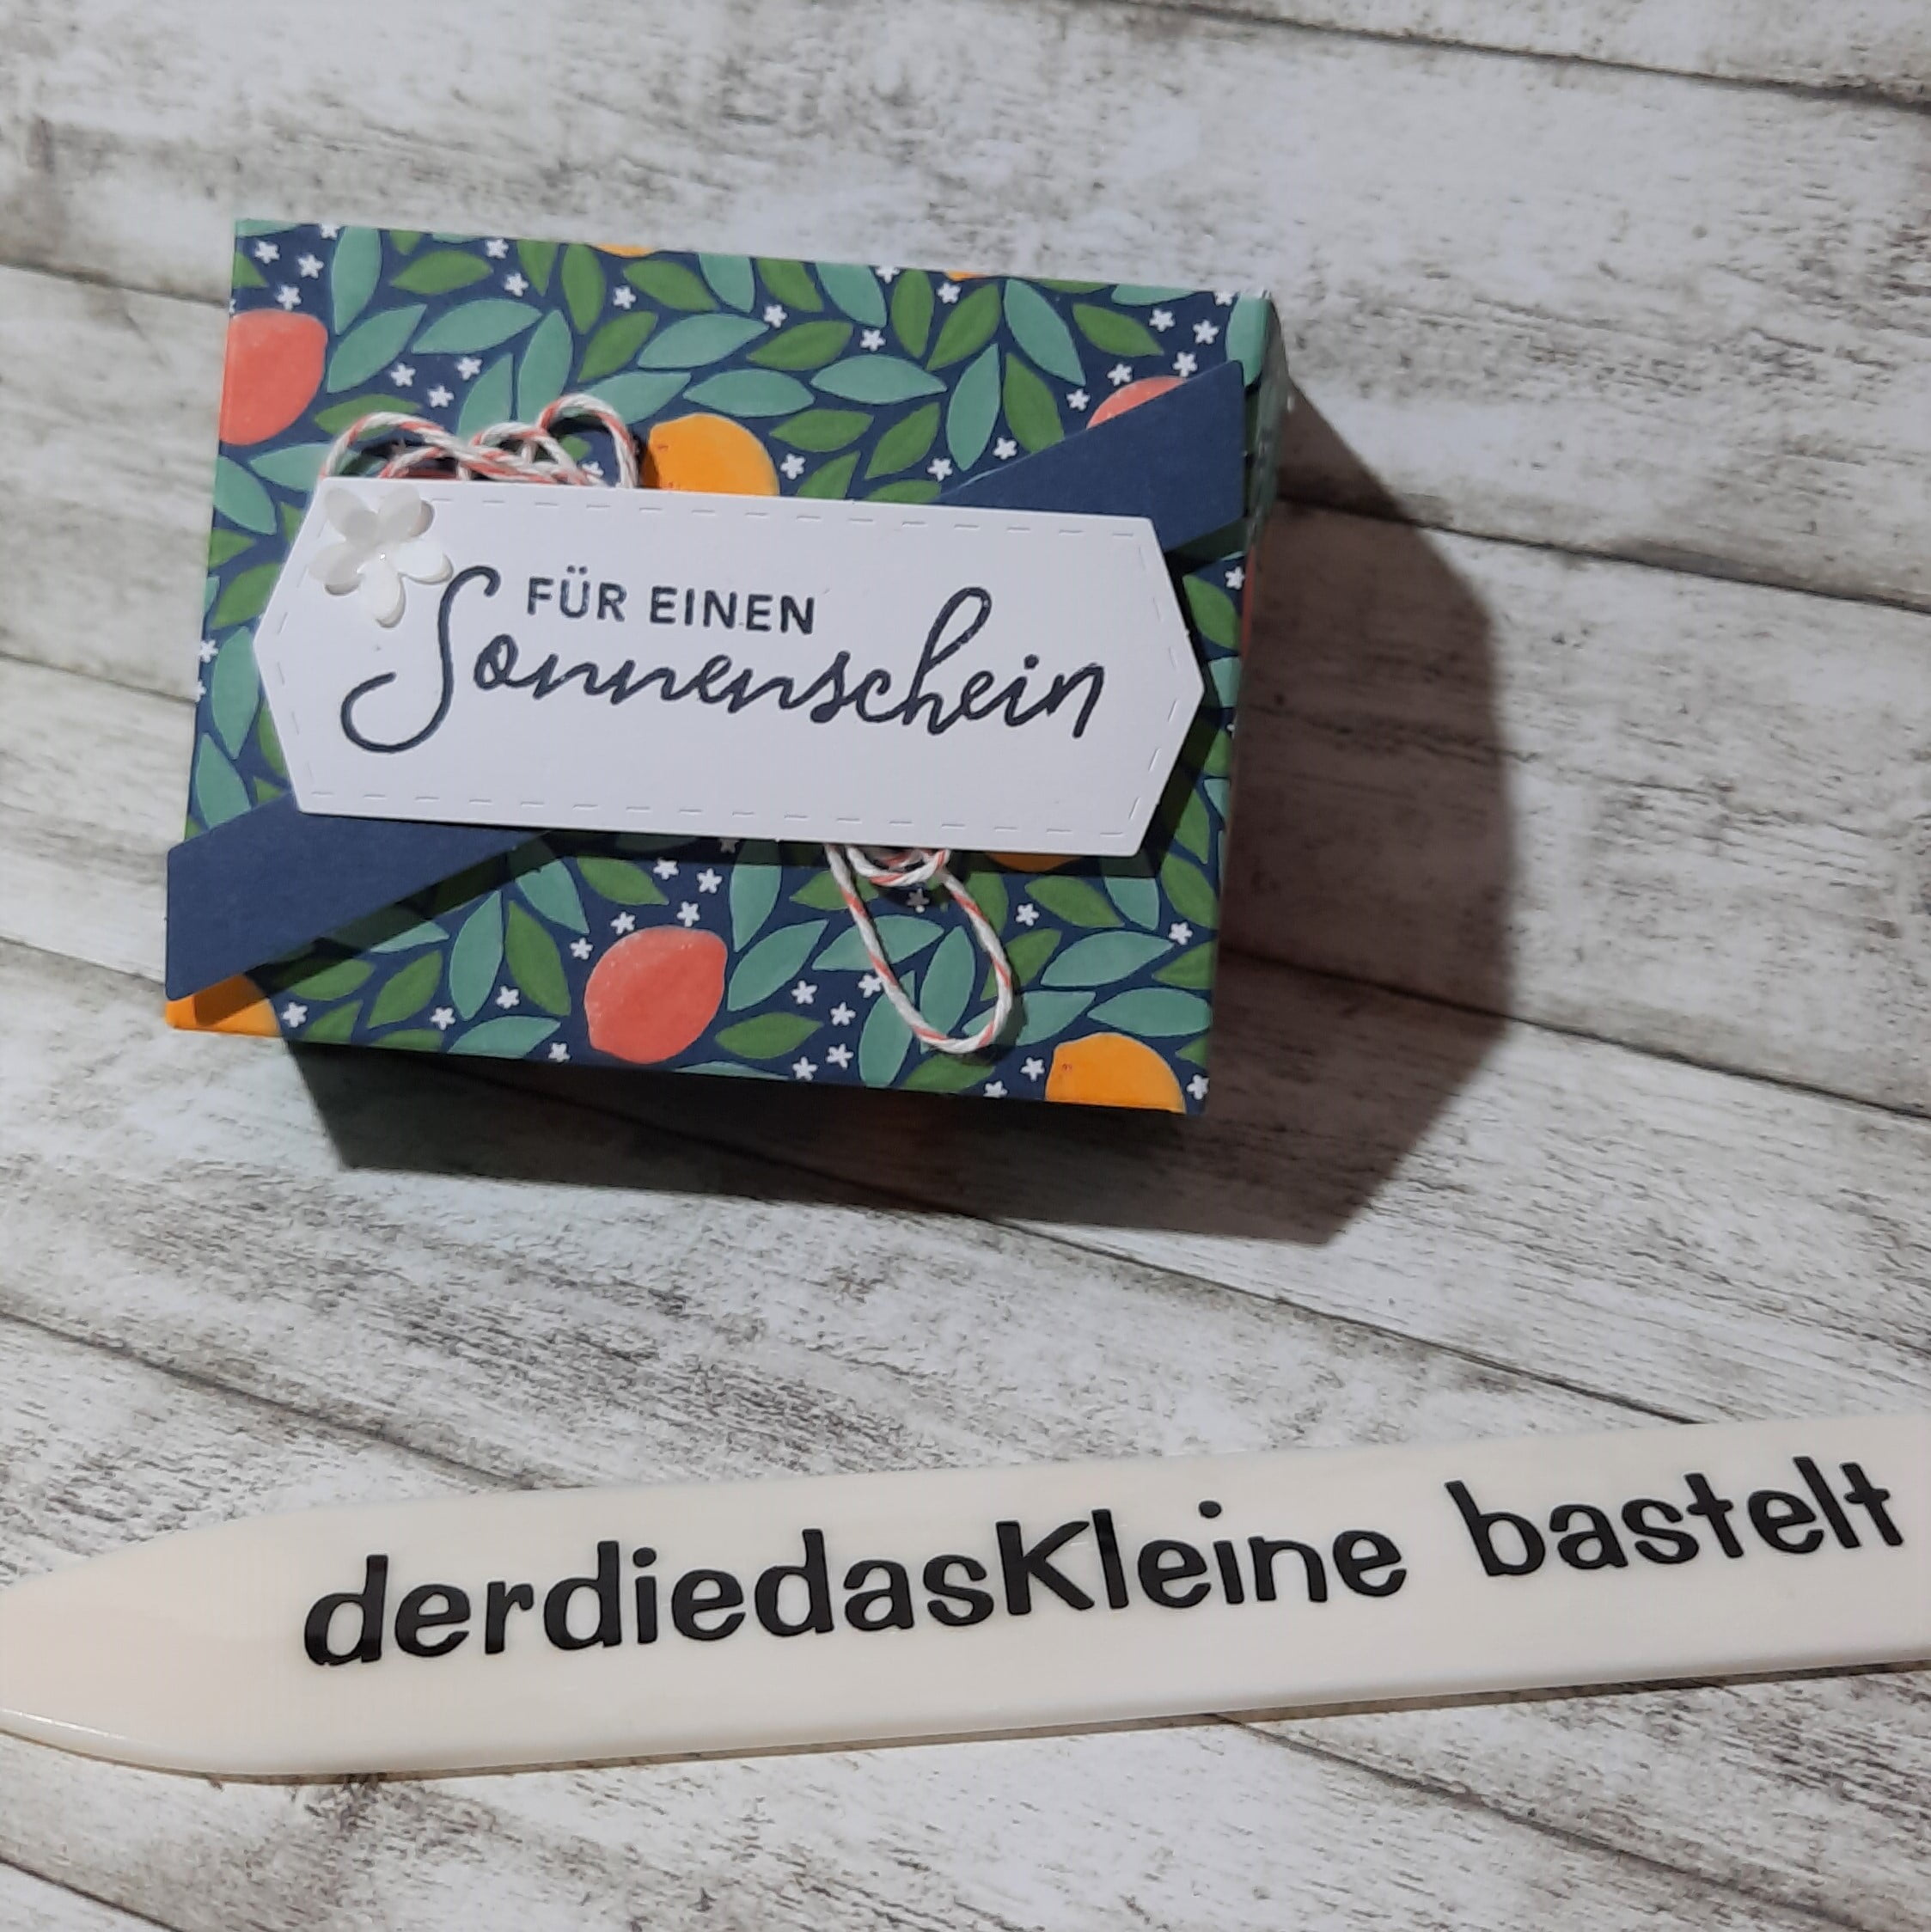 FÜR EINEN
Sonnenschein
derdiedasKleine bastelt